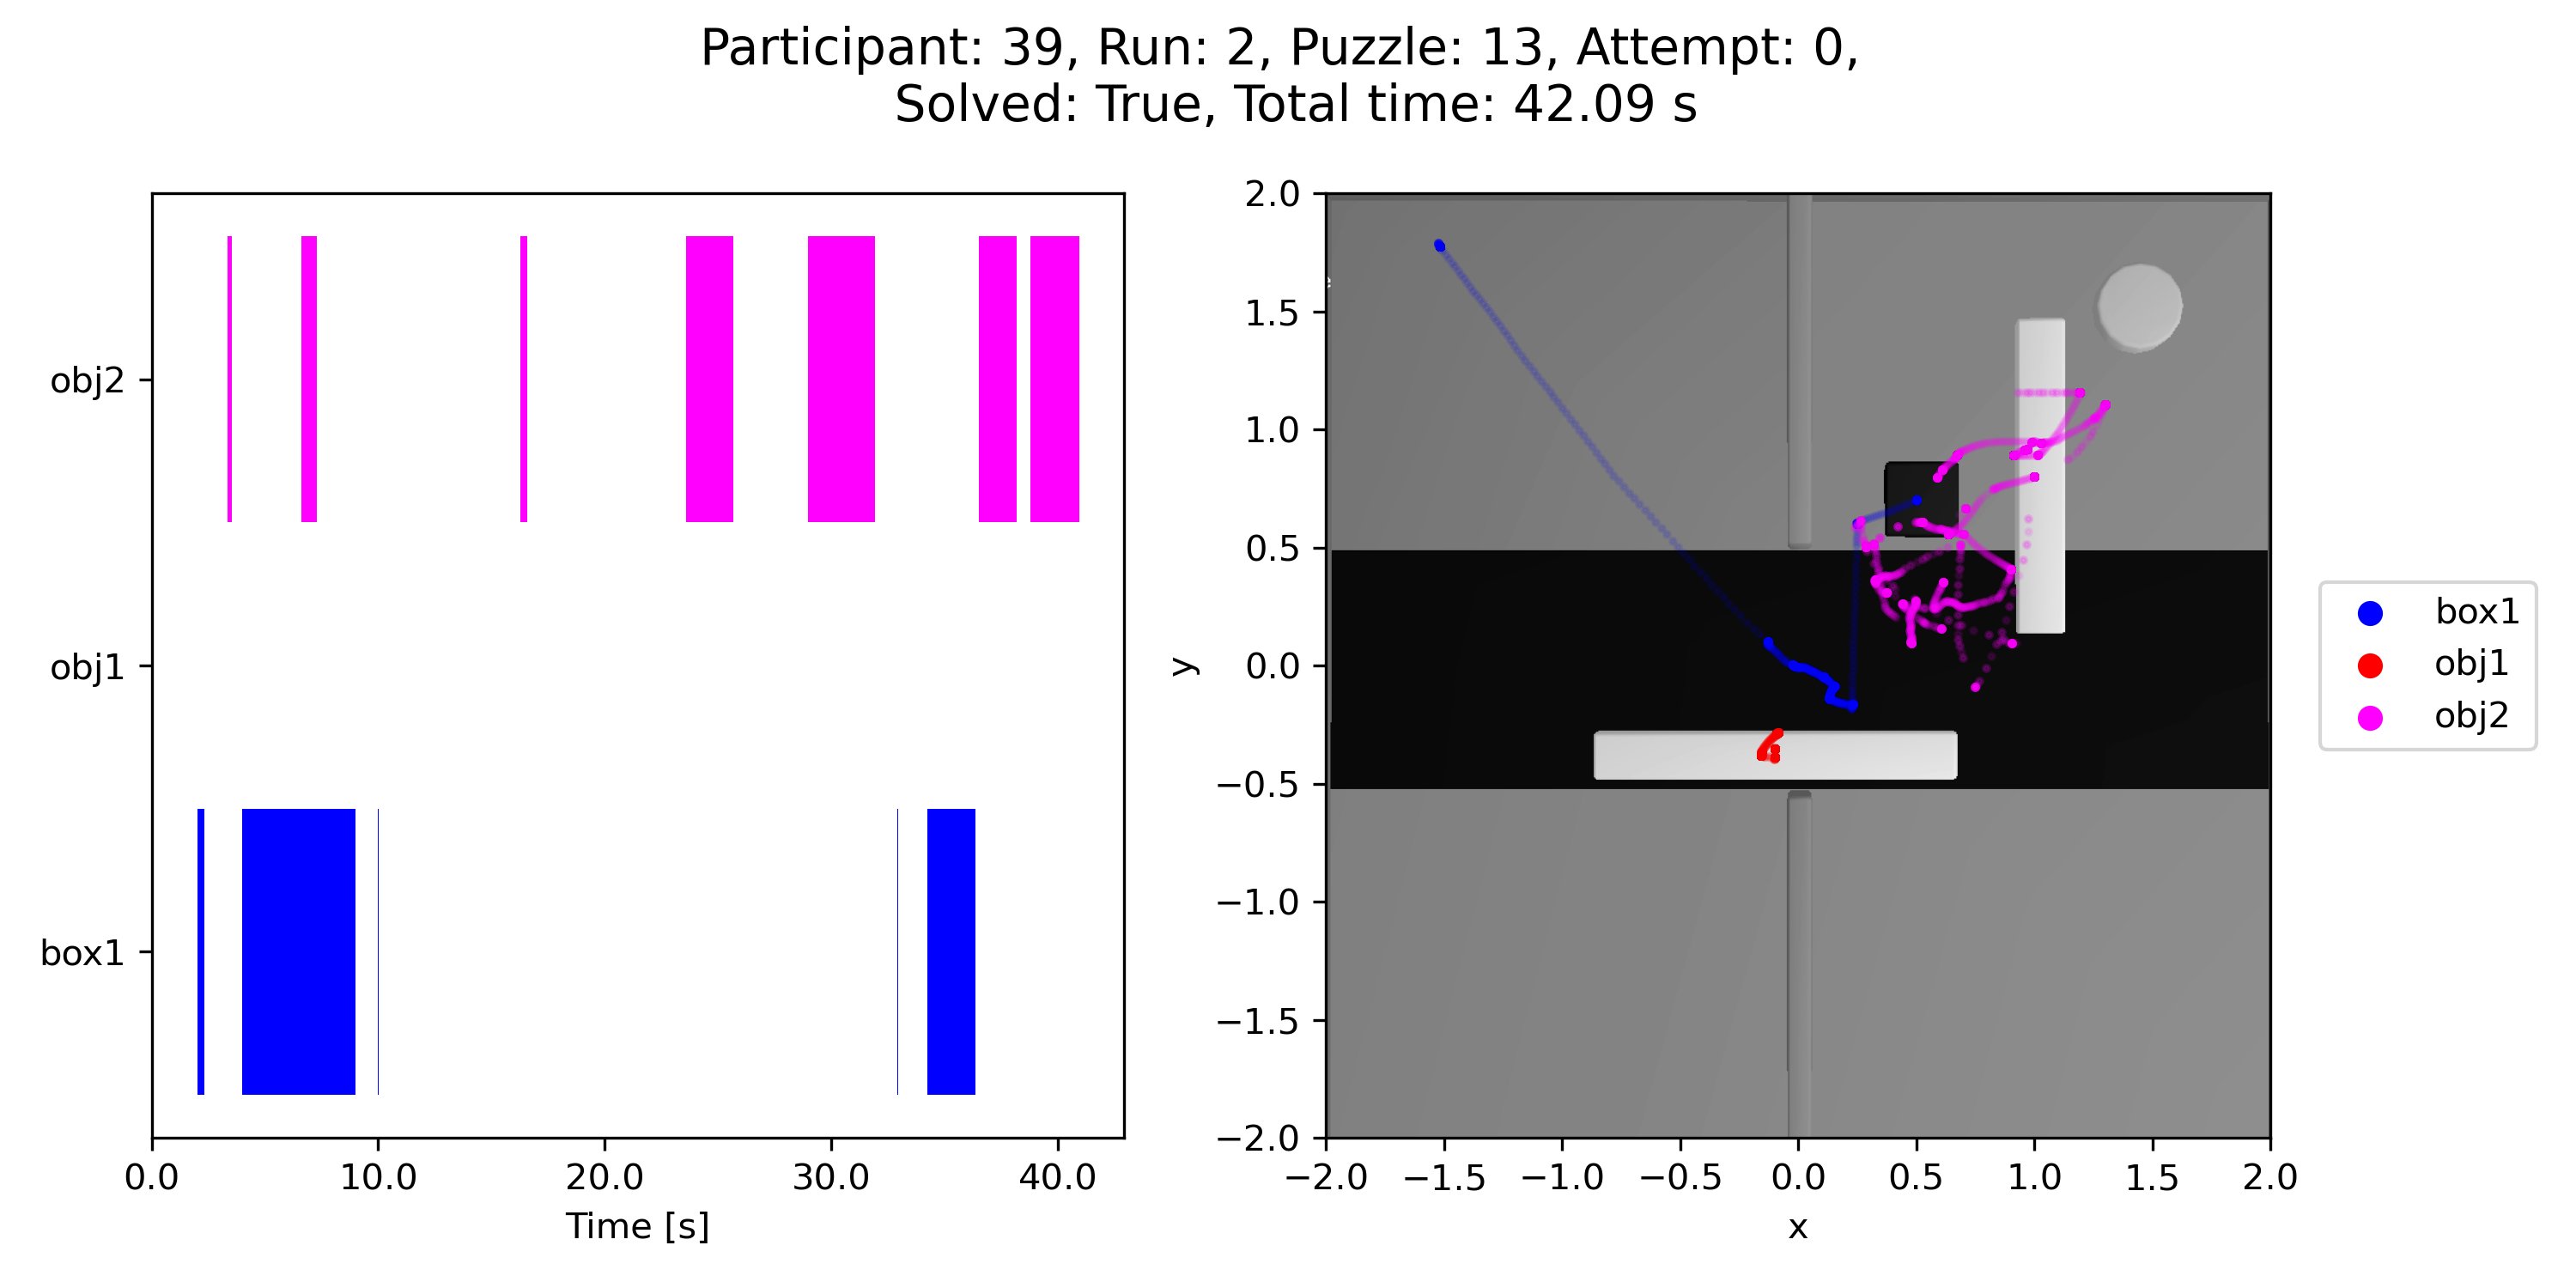 Participant: 39, Run: 2, Puzzle: 13, Attempt: 0,
Solved: True, Total time: 42.09 s
obj2
obj1
box1
0.0 10.0 20.0 30.0 40.0
Time [s]
2.0
1.5
1.0
0.5
0.0
−0.5
−1.0
−1.5
−2.0
y
−2.0 −1.5 −1.0 −0.5 0.0 0.5 1.0 1.5 2.0
x
box1
obj1
obj2